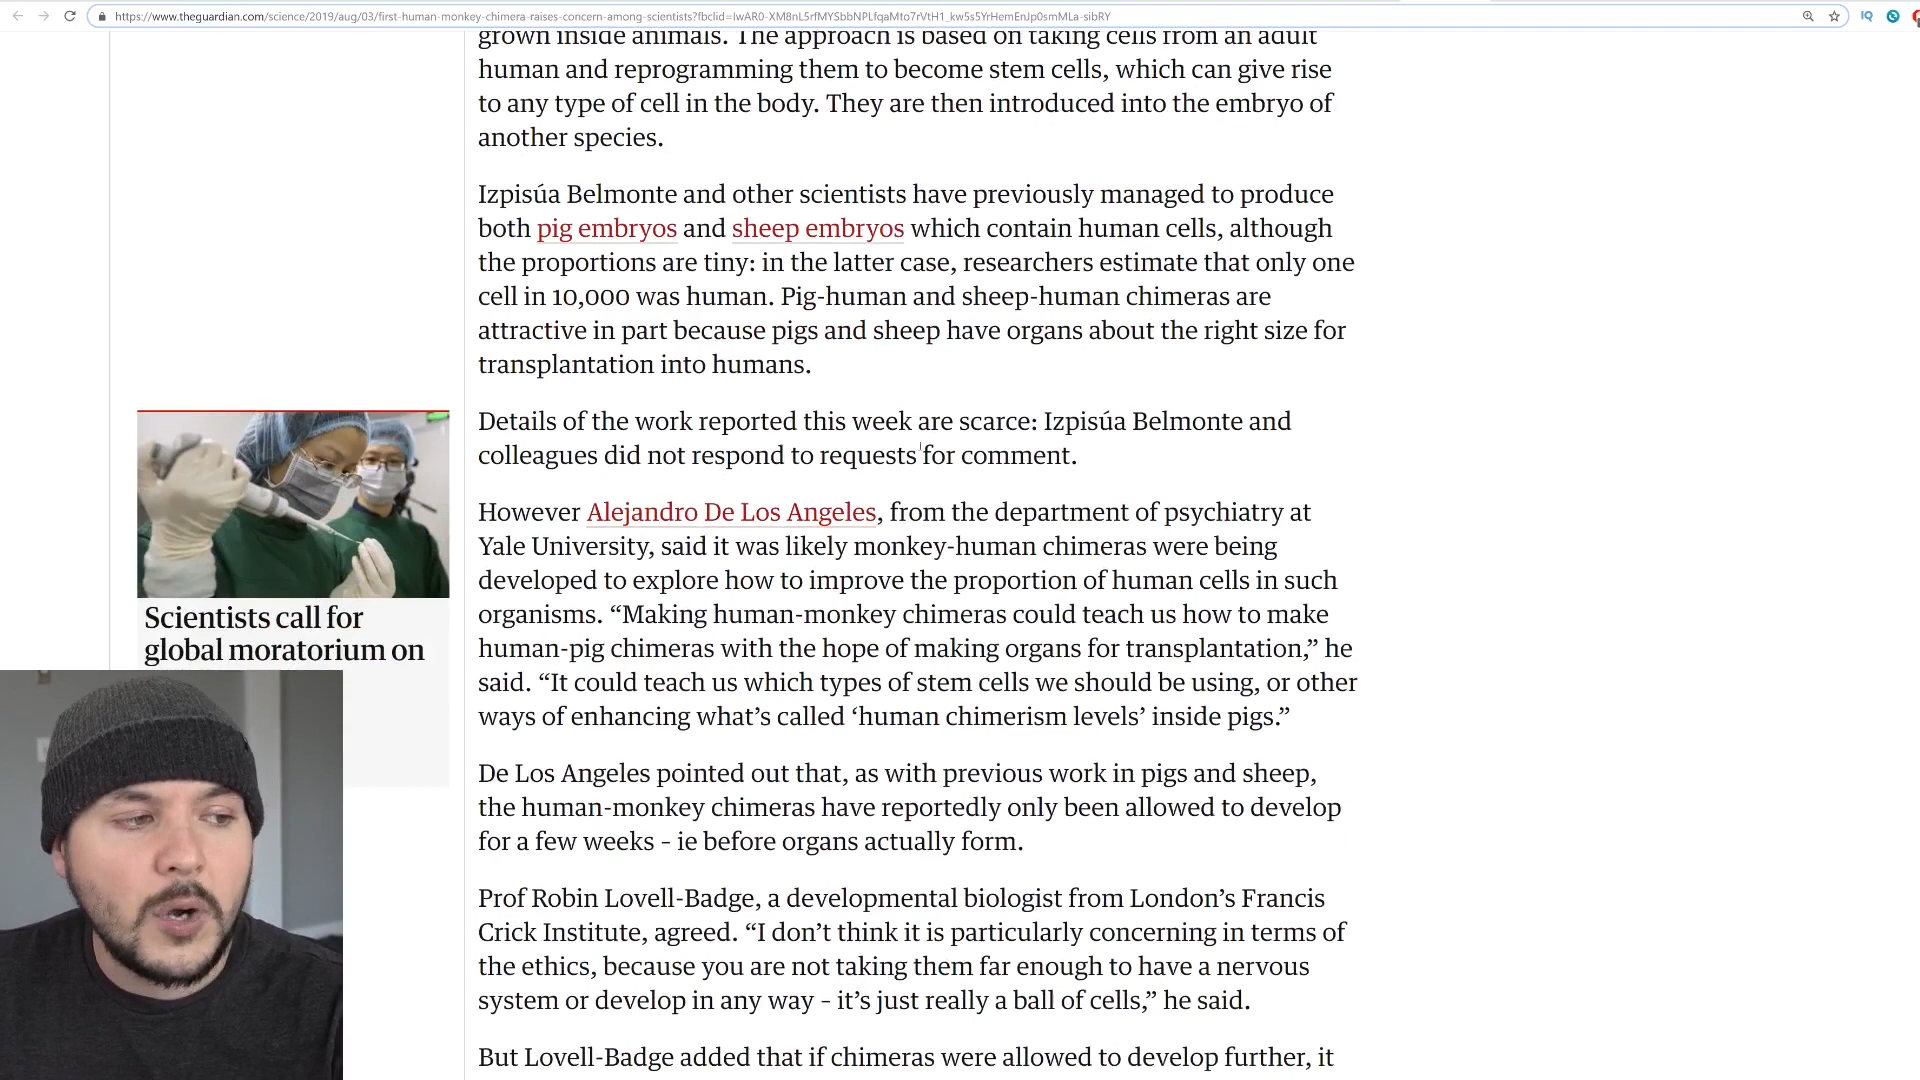 https://www.theguardian.com/science/2019/aug/03/first-human-monkey-chimera-raises-concern-among-scientists?fbclid=IwAR0-XM8nL5rfMYSbbNPLfqaMto7rVtH1_kw5s5YrHemEnJp0smMLa-sibRY
IQ
grown inside animals. The approach is based on taking cells from an adult
human and reprogramming them to become stem cells, which can give rise
to any type of cell in the body. They are then introduced into the embryo of
another species.
Izpisúa Belmonte and other scientists have previously managed to produce
both pig embryos and sheep embryos which contain human cells, although
the proportions are tiny: in the latter case, researchers estimate that only one
cell in 10,000 was human. Pig-human and sheep-human chimeras are
attractive in part because pigs and sheep have organs about the right size for
transplantation into humans.
Details of the work reported this week are scarce: Izpisúa Belmonte and
colleagues did not respond to requests for comment.
However Alejandro De Los Angeles, from the department of psychiatry at
Yale University, said it was likely monkey-human chimeras were being
developed to explore how to improve the proportion of human cells in such
organisms. “Making human-monkey chimeras could teach us how to make
human-pig chimeras with the hope of making organs for transplantation,” he
said. “It could teach us which types of stem cells we should be using, or other
ways of enhancing what’s called ‘human chimerism levels’ inside pigs.”
De Los Angeles pointed out that, as with previous work in pigs and sheep,
the human-monkey chimeras have reportedly only been allowed to develop
for a few weeks – ie before organs actually form.
Prof Robin Lovell-Badge, a developmental biologist from London’s Francis
Crick Institute, agreed. “I don’t think it is particularly concerning in terms of
the ethics, because you are not taking them far enough to have a nervous
system or develop in any way – it’s just really a ball of cells,” he said.
But Lovell-Badge added that if chimeras were allowed to develop further, it
Scientists call for
global moratorium on